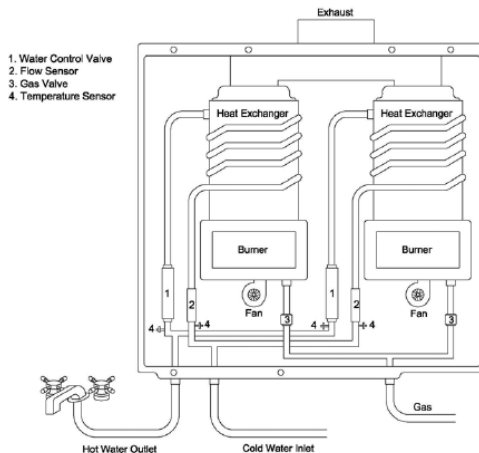 Exhaust
1. Water Control Valve
2. Flow Sensor
3. Gas Valve
4. Temperature Sensor
Heat Exchanger
Heat Exchanger
Burner
Burner
1
2
1
2
Fan
Fan
3
3
4
4
4
4
Gas
Hot Water Outlet
Cold Water Inlet